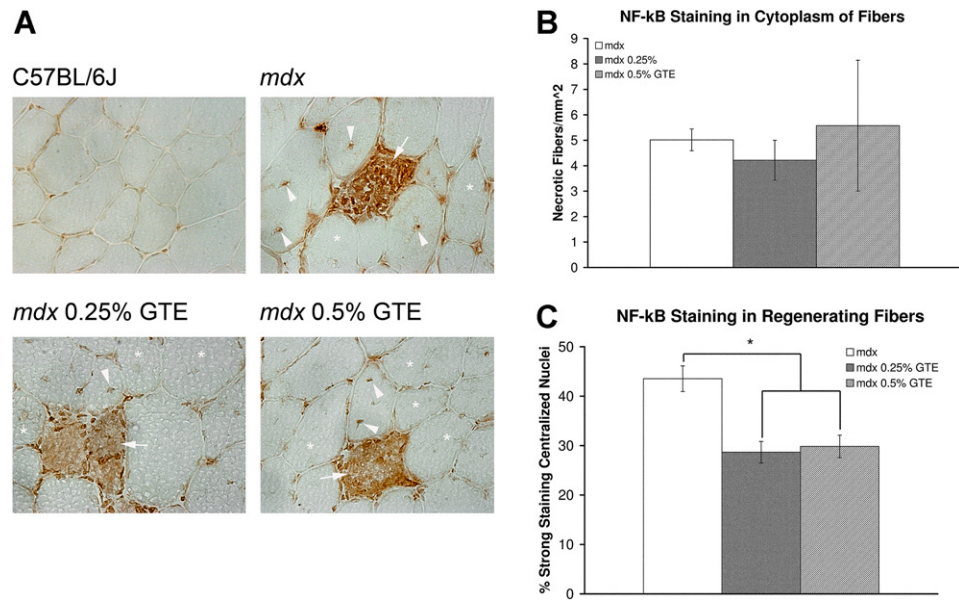 A
C57BL/6J
mdx
mdx 0.25% GTE
mdx 0.5% GTE
B
NF-kB Staining in Cytoplasm of Fibers
Necrotic Fibers/mm^2
9
8
7
6
5
4
3
2
1
0
mdx
mdx 0.25%
mdx 0.5% GTE
C
NF-kB Staining in Regenerating Fibers
% Strong Staining Centralized Nuclei
50
40
30
20
10
0
*
mdx
mdx 0.25% GTE
mdx 0.5% GTE